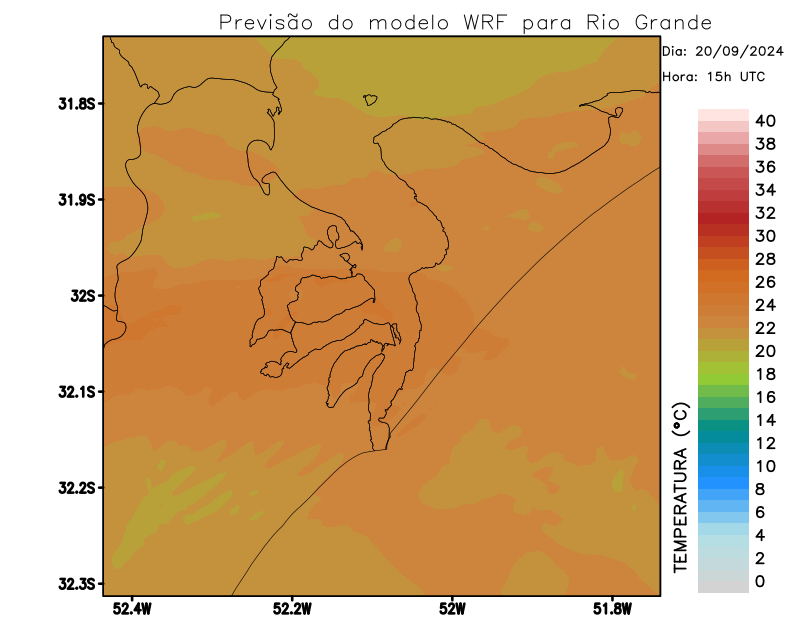 Previsão do modelo WRF para Rio Grande
Dia: 20/09/2024
Hora: 15h UTC
31.8S
31.9S
32S
32.1S
32.2S
32.3S
52.4W
52.2W
52W
51.8W
TEMPERATURA (°C)
40
38
36
34
32
30
28
26
24
22
20
18
16
14
12
10
8
6
4
2
0